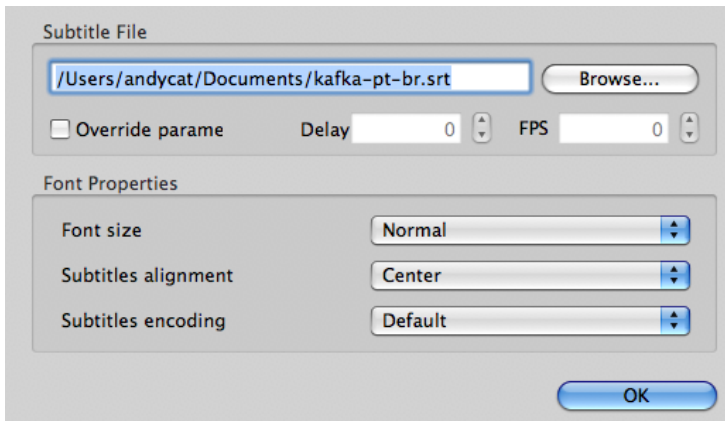 Subtitle File
/Users/andycat/Documents/kafka-pt-br.srt Browse...
Override parame Delay 0 FPS 0
Font Properties
Font size Normal
Subtitles alignment Center
Subtitles encoding Default
OK